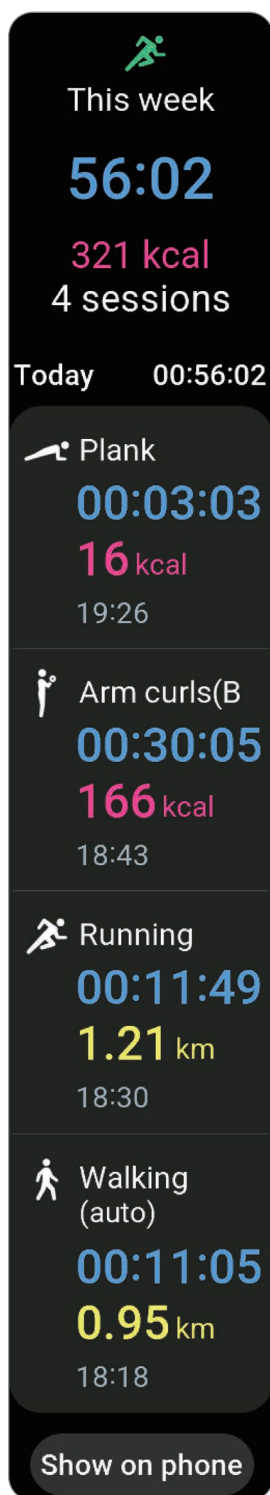 This week
56:02
321 kcal
4 sessions
Today 00:56:02
Plank
00:03:03
16 kcal
19:26
Arm curls(B
00:30:05
166 kcal
18:43
Running
00:11:49
1.21 km
18:30
Walking
(auto)
00:11:05
0.95 km
18:18
Show on phone